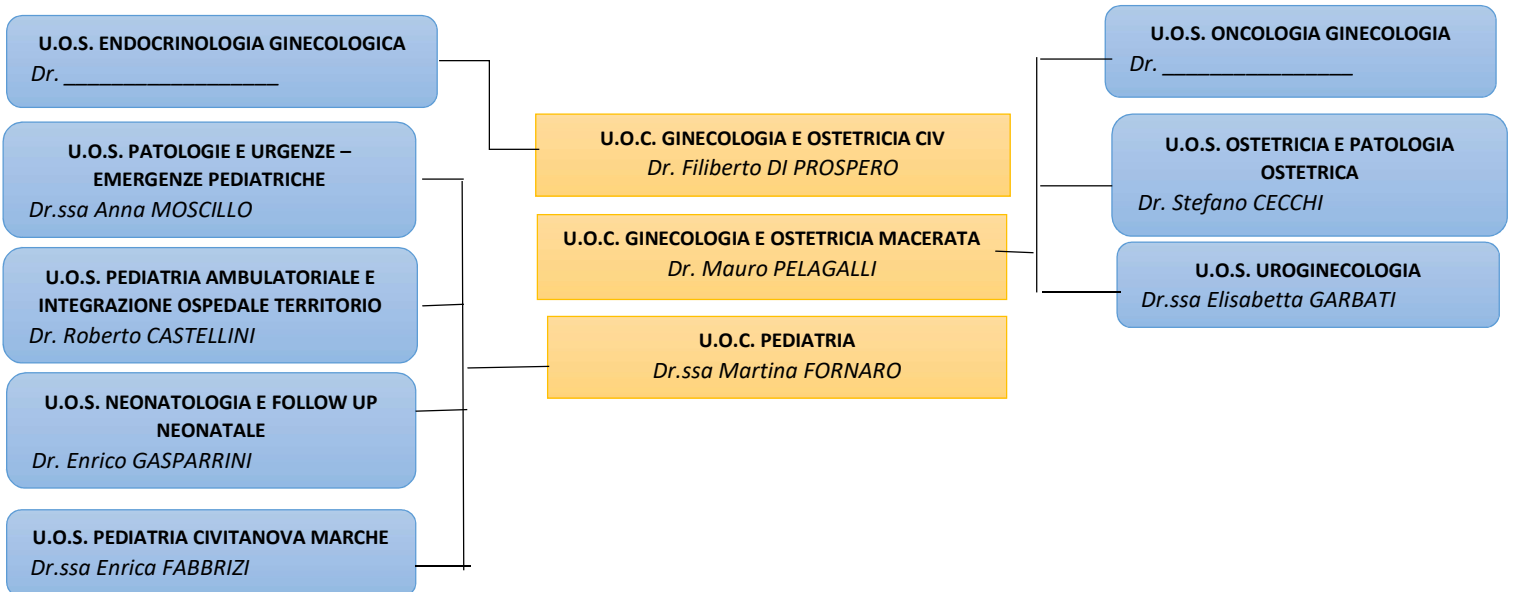 U.O.S. ENDOCRINOLOGIA GINECOLOGICA
Dr. __________________
U.O.S. PATOLOGIE E URGENZE –
EMERGENZE PEDIATRICHE
Dr.ssa Anna MOSCILLO
U.O.S. PEDIATRIA AMBULATORIALE E
INTEGRAZIONE OSPEDALE TERRITORIO
Dr. Roberto CASTELLINI
U.O.S. NEONATOLOGIA E FOLLOW UP
NEONATALE
Dr. Enrico GASPARRINI
U.O.S. PEDIATRIA CIVITANOVA MARCHE
Dr.ssa Enrica FABBRIZI
U.O.C. GINECOLOGIA E OSTETRICIA CIV
Dr. Filiberto DI PROSPERO
U.O.C. GINECOLOGIA E OSTETRICIA MACERATA
Dr. Mauro PELAGALLI
U.O.C. PEDIATRIA
Dr.ssa Martina FORNARO
U.O.S. ONCOLOGIA GINECOLOGIA
Dr. ________________
U.O.S. OSTETRICIA E PATOLOGIA
OSTETRICA
Dr. Stefano CECCHI
U.O.S. UROGINECOLOGIA
Dr.ssa Elisabetta GARBATI